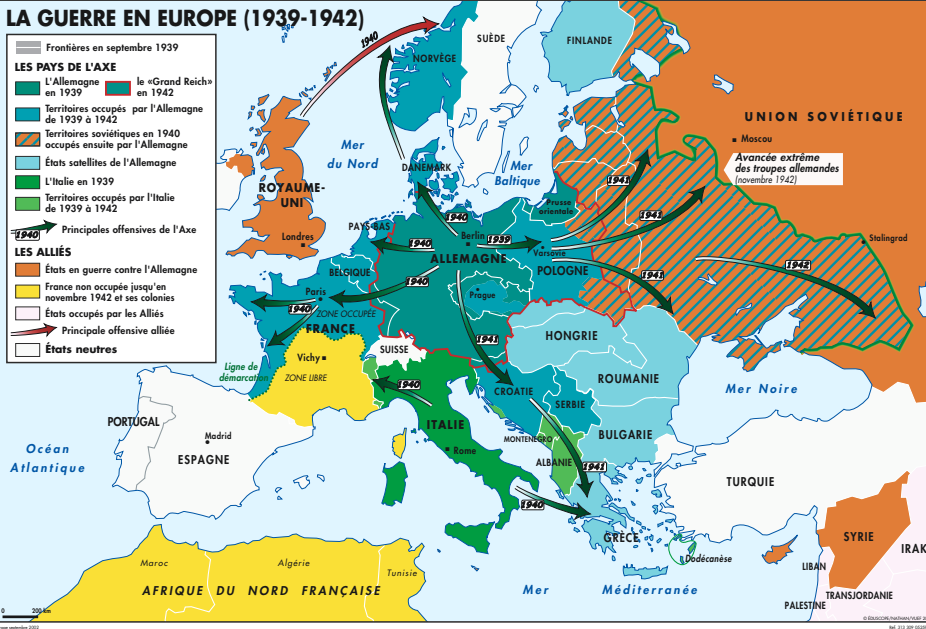 LA GUERRE EN EUROPE (1939-1942)
Frontières en septembre 1939
LES PAYS DE L'AXE
L'Allemagne
en 1939
le «Grand Reich»
en 1942
Territoires occupés par l'Allemagne
de 1939 à 1942
Territoires soviétiques en 1940
occupés ensuite par l'Allemagne
États satellites de l'Allemagne
L'Italie en 1939
Territoires occupés par l'Italie
de 1939 à 1942
1940
Principales offensives de l'Axe
LES ALLIÉS
États en guerre contre l'Allemagne
France non occupée jusqu'en
novembre 1942 et ses colonies
États occupés par les Alliés
Principale offensive alliée
États neutres
1940
NORVÈGE
SUÈDE
FINLANDE
UNION SOVIÉTIQUE
Moscou
Avancée extrême
des troupes allemandes
(novembre 1942)
Mer
du Nord
Mer
Baltique
DANEMARK
ROYAUME-
UNI
Londres
PAYS-BAS
BELGIQUE
Prusse
orientale
1941
1941
1941
1942
Stalingrad
1940
1940
1940
1939
Berlin
ALLEMAGNE
Varsovie
POLOGNE
Prague
Paris
1940
ZONE OCCUPÉE
FRANCE
Vichy
ZONE LIBRE
Ligne de
démarcation
SUISSE
1941
HONGRIE
ROUMANIE
Mer Noire
1940
CROATIE
SERBIE
ITALIE
Rome
MONTENEGRO
ALBANIE
BULGARIE
1941
1940
GRÈCE
Dodécanèse
TURQUIE
PORTUGAL
Madrid
ESPAGNE
Océan
Atlantique
Maroc
Algérie
Tunisie
AFRIQUE DU NORD FRANÇAISE
Mer Méditerranée
SYRIE
IRAK
LIBAN
TRANSJORDANIE
PALESTINE
0 200 km